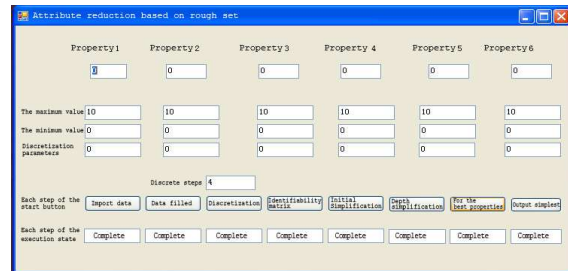 Attribute reduction based on rough set
Property1 Property2 Property 3 Property 4 Property5 Property6
0 0 0 0 0 0
The maximum value 10 10 10 10 10 10
The minimum value 0 0 0 0 0 0
Discretization
parameters 0 0 0 0 0 0
Discrete steps 4
Each step of the
start button
Import data
Data filled
Discretization
Identifiability
matrix
Initial
Simplification
Depth
simplification
For the
best properties
Output simplest
Each step of the
execution state
Complete Complete Complete Complete Complete Complete Complete Complete